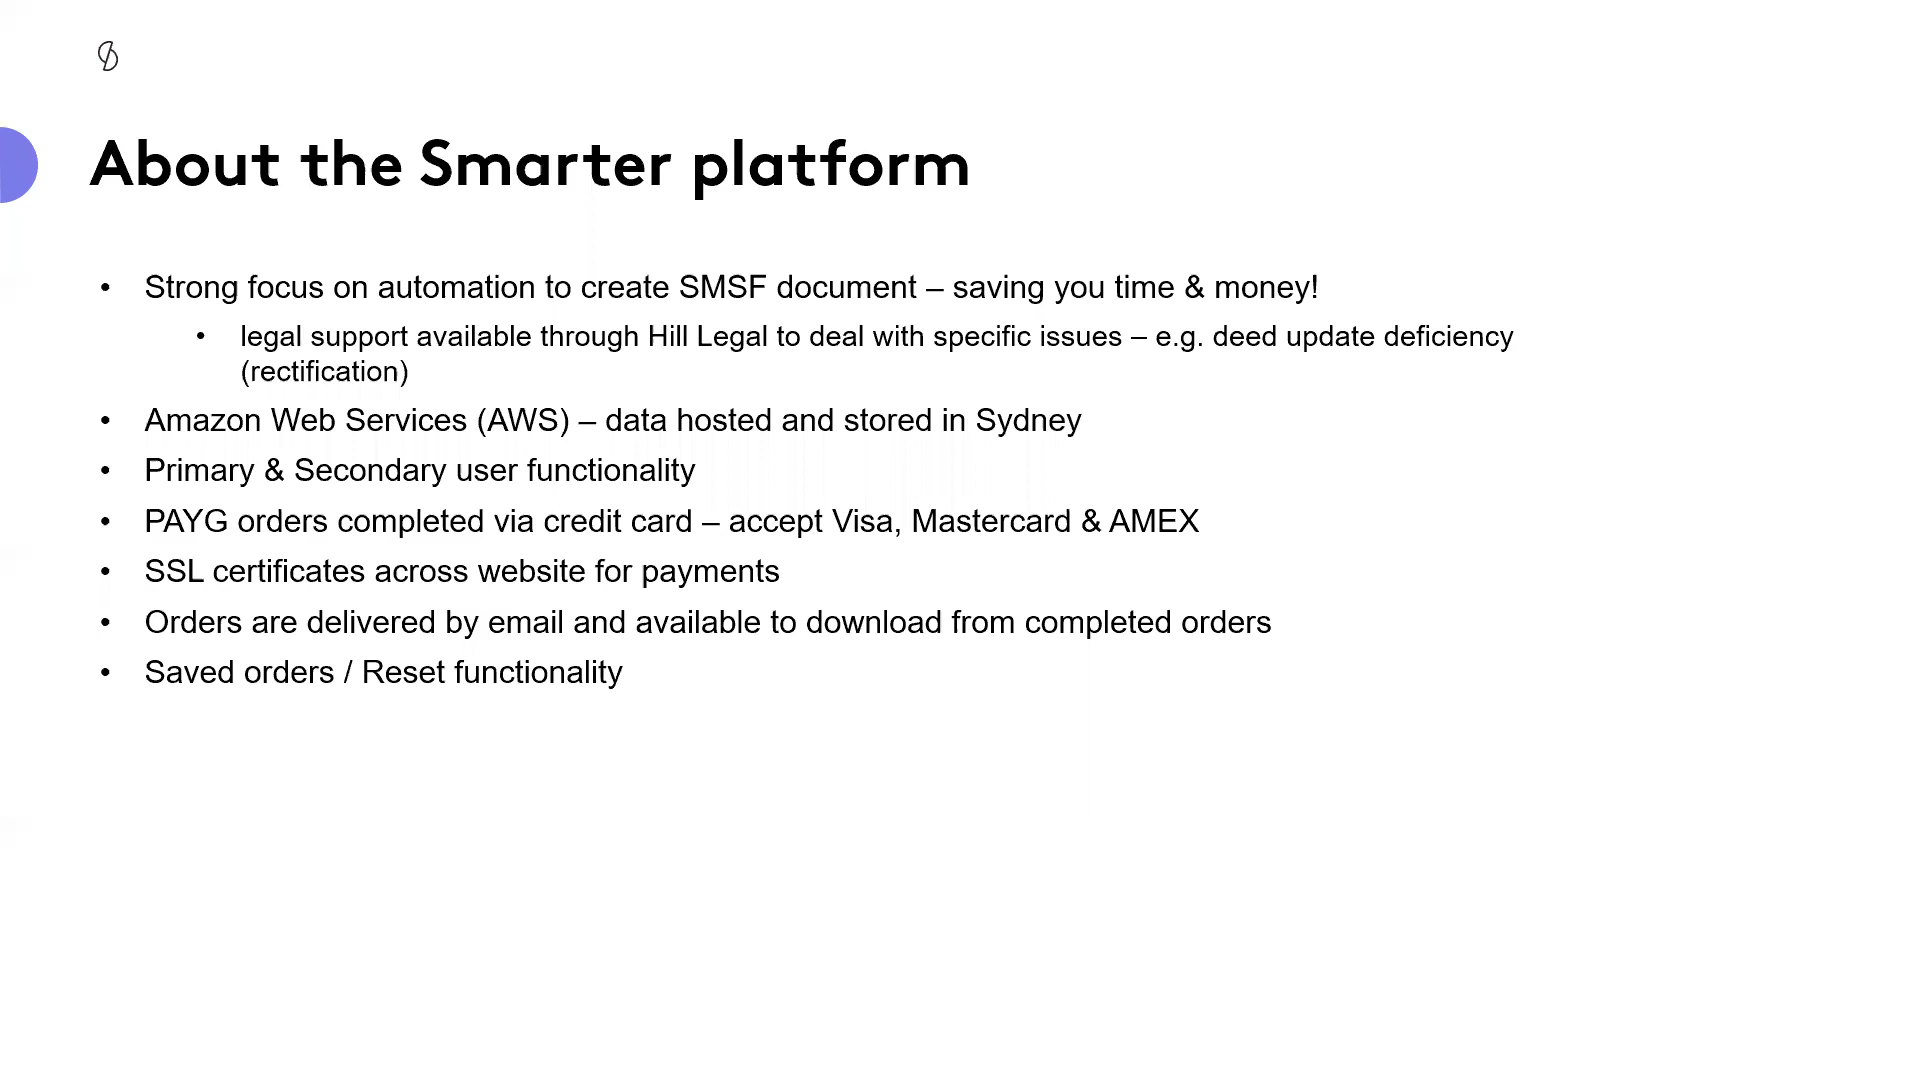 About the Smarter platform
• Strong focus on automation to create SMSF document – saving you time & money!
• legal support available through Hill Legal to deal with specific issues – e.g. deed update deficiency
(rectification)
• Amazon Web Services (AWS) – data hosted and stored in Sydney
• Primary & Secondary user functionality
• PAYG orders completed via credit card – accept Visa, Mastercard & AMEX
• SSL certificates across website for payments
• Orders are delivered by email and available to download from completed orders
• Saved orders / Reset functionality